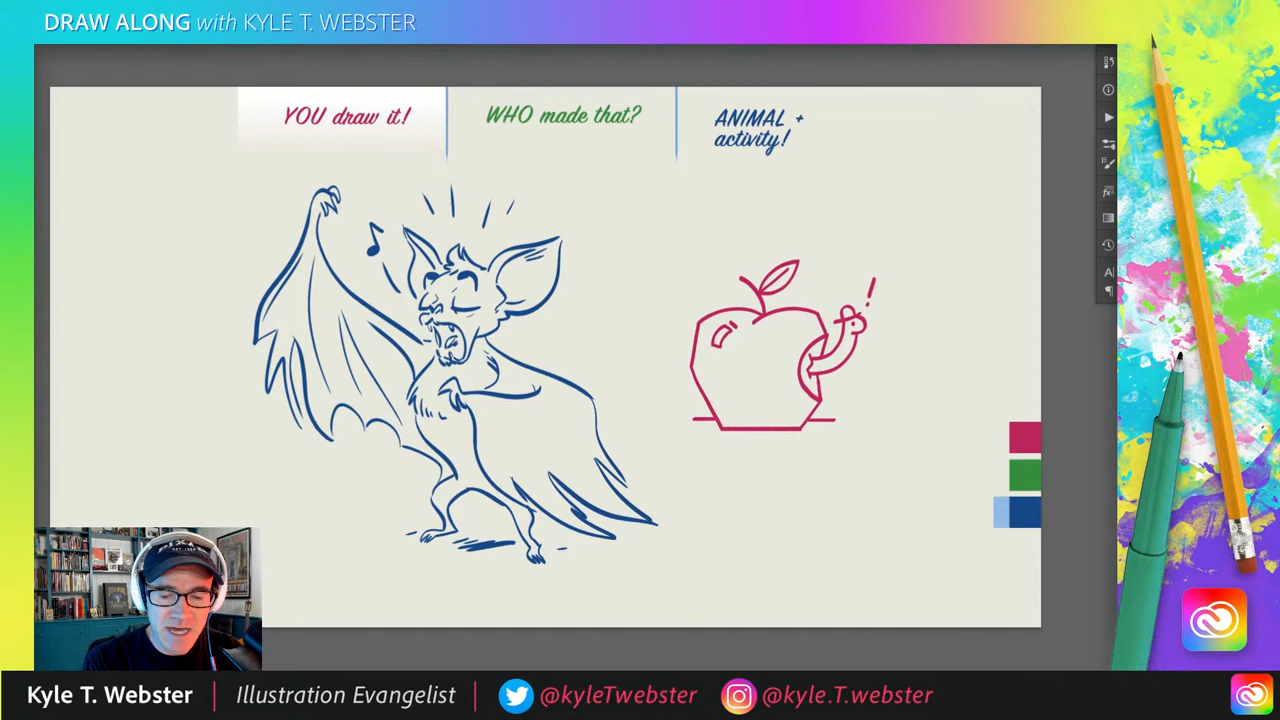 DRAW ALONG with KYLE T. WEBSTER
YOU draw it!
WHO made that?
ANIMAL +
activity!
!
PIXAR
Kyle T. Webster | Illustration Evangelist | @kyleTwebster @kyle.T.webster